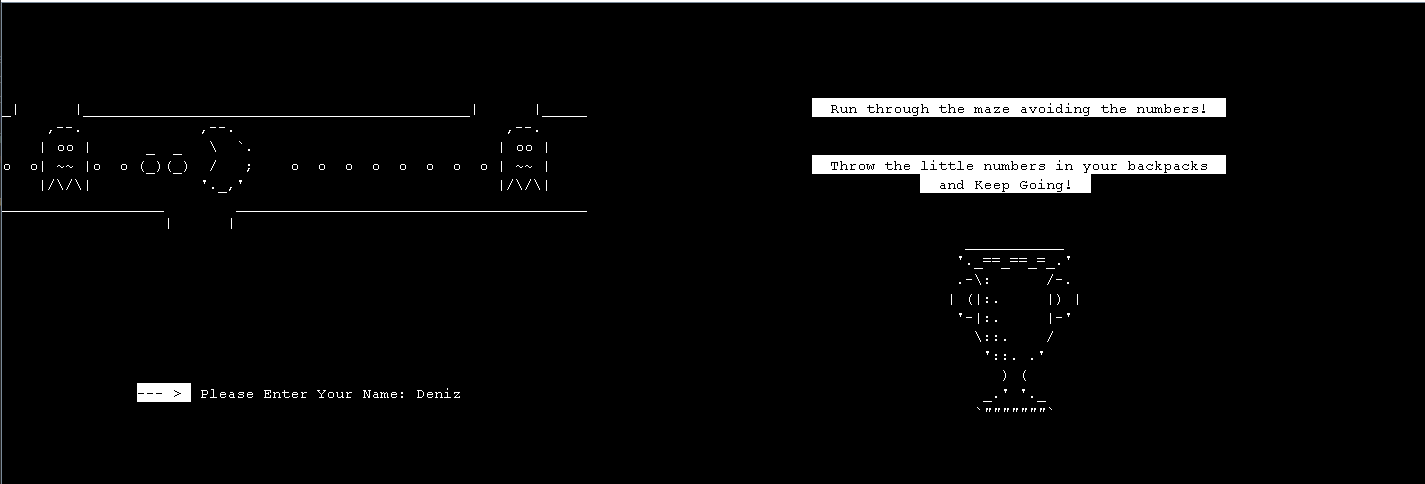 Run through the maze avoiding the numbers!
Throw the little numbers in your backpacks
and Keep Going!
--- > Please Enter Your Name: Deniz